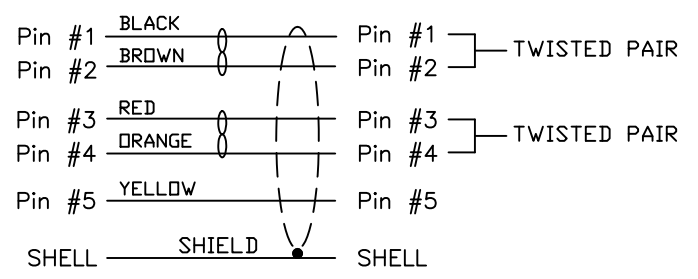 Pin #1 BLACK Pin #1
TWISTED PAIR
Pin #2 BROWN Pin #2
Pin #3 RED Pin #3
TWISTED PAIR
Pin #4 ORANGE Pin #4
Pin #5 YELLOW Pin #5
SHELL SHIELD SHELL